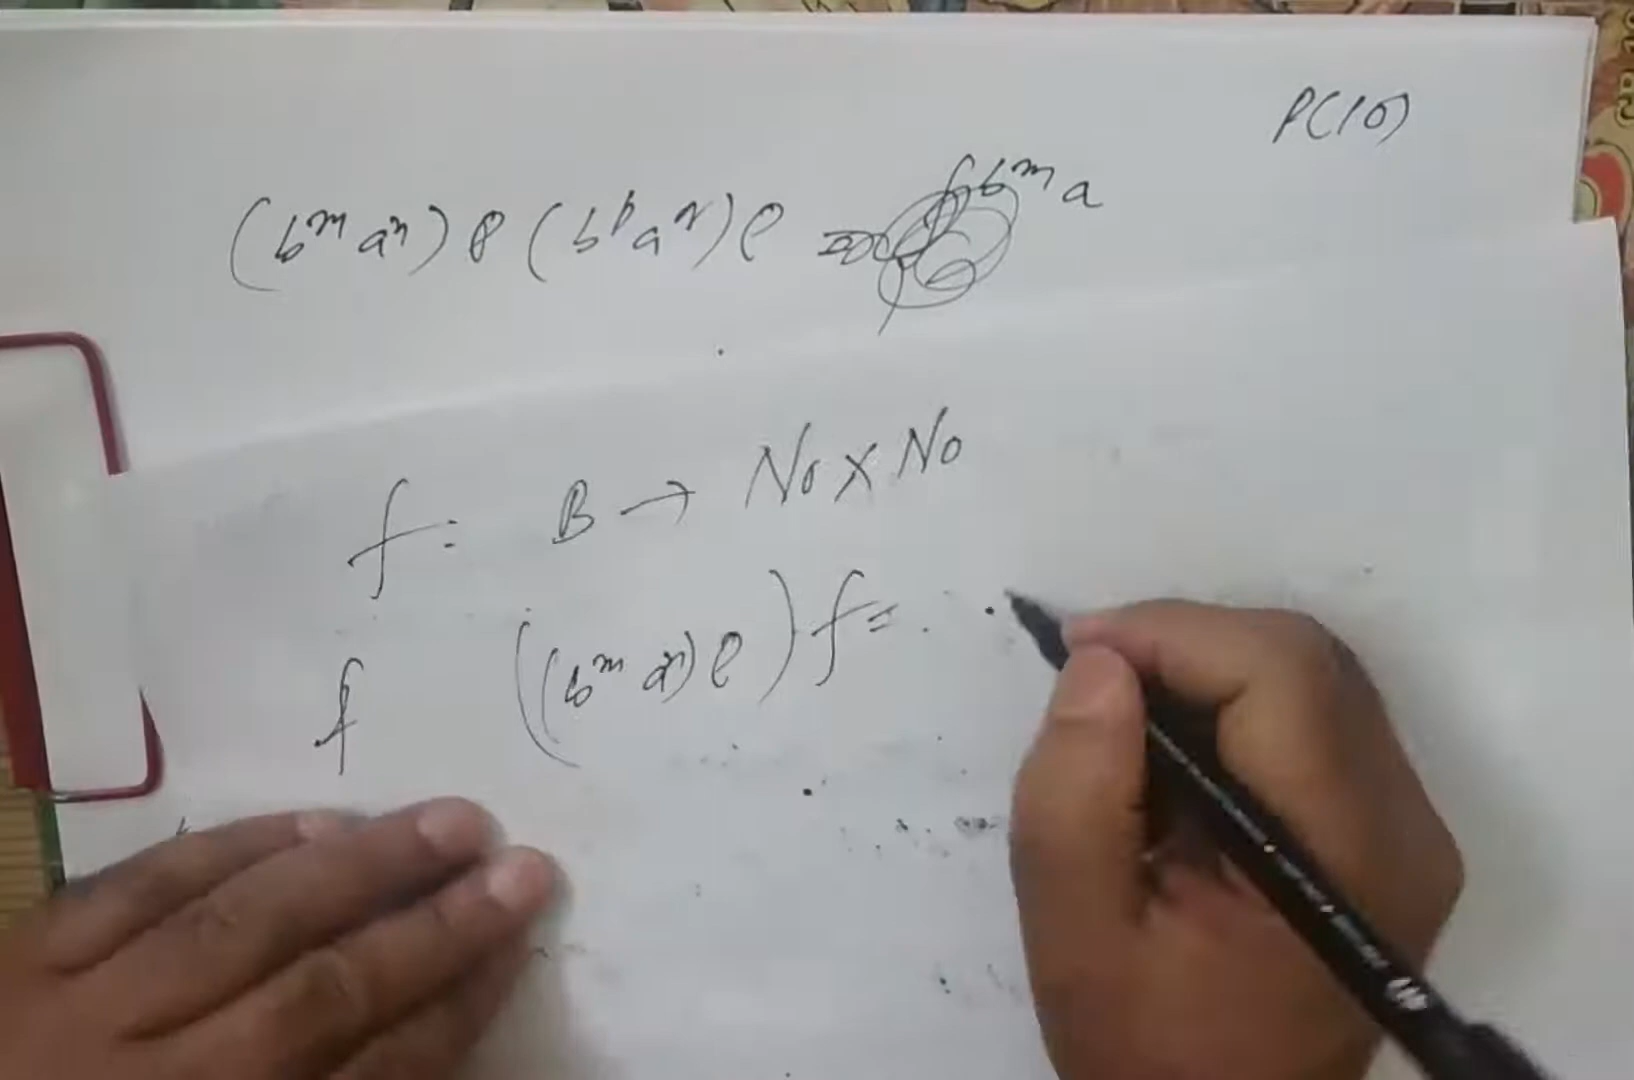 P(10)
(b^m a^n) ρ (b^p a^r) ρ = b^m a
f: B → N₀ × N₀
f ((b^m a^n) ρ) f =